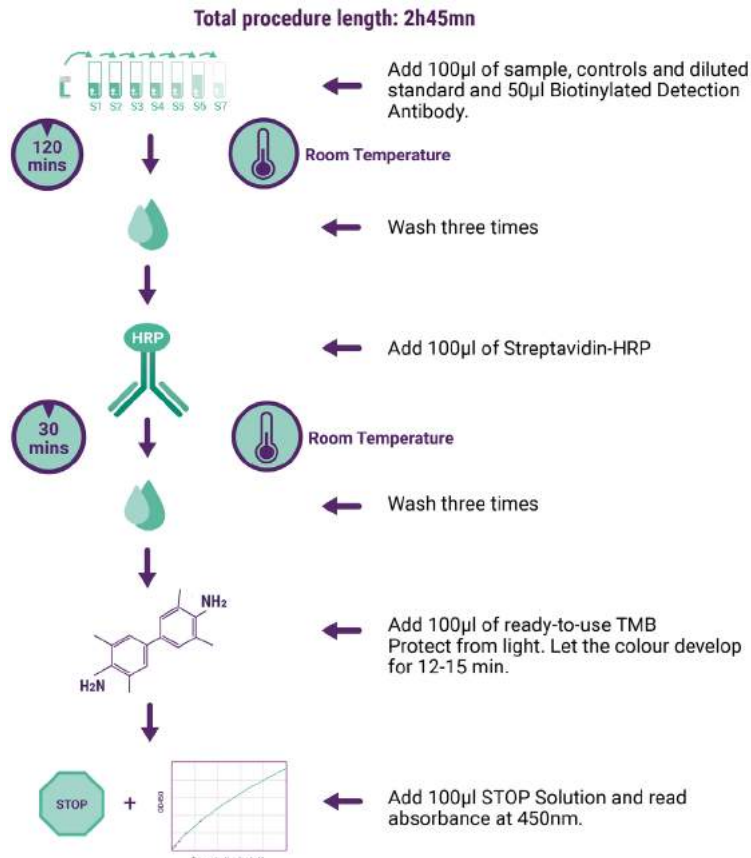 Total procedure length: 2h45mn
S1 S2 S3 S4 S5 S6 S7
Add 100µl of sample, controls and diluted
standard and 50µl Biotinylated Detection
Antibody.
120
mins
Room Temperature
Wash three times
HRP
Add 100µl of Streptavidin-HRP
30
mins
Room Temperature
Wash three times
NH₂
H₂N
Add 100µl of ready-to-use TMB
Protect from light. Let the colour develop
for 12-15 min.
STOP
+
OD450
Add 100µl STOP Solution and read
absorbance at 450nm.